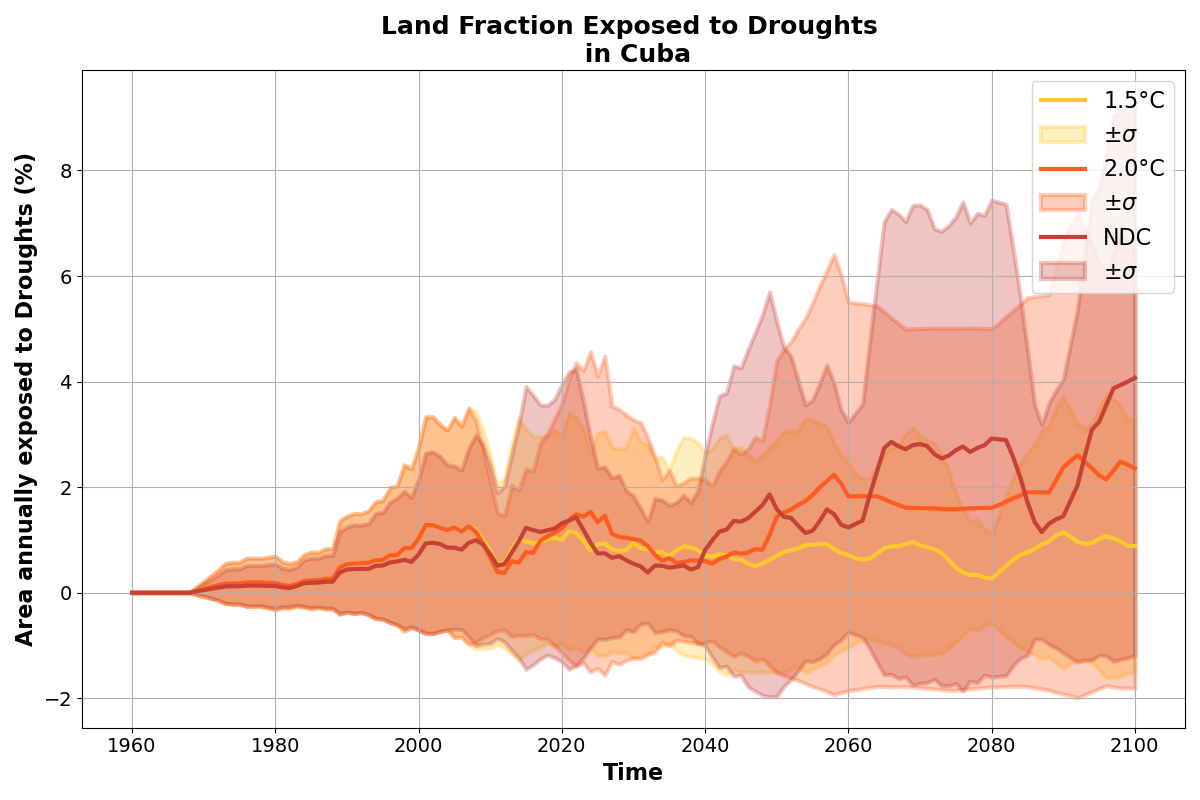 Land Fraction Exposed to Droughts
in Cuba
Area annually exposed to Droughts (%)
8
6
4
2
0
−2
1960
1980
2000
2020
2040
2060
2080
2100
Time
1.5°C
±σ
2.0°C
±σ
NDC
±σ